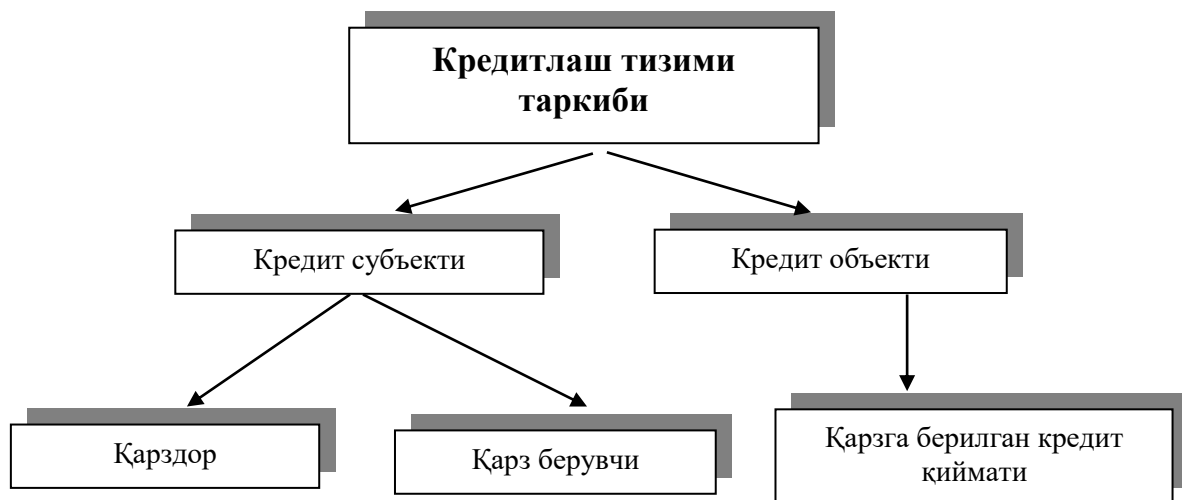 Кредитлаш тизими
таркиби
Кредит субъекти
Кредит объекти
Қарздор
Қарз берувчи
Қарзга берилган кредит
қиймати